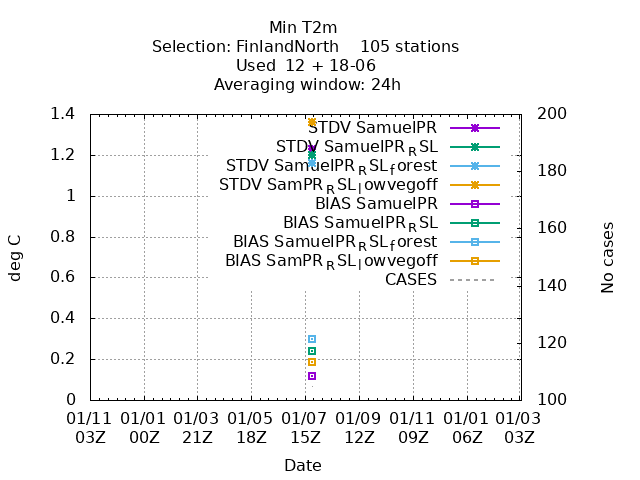 Min T2m
Selection: FinlandNorth 105 stations
Used 12 + 18-06
Averaging window: 24h
1.4 200
STDV SamuelPR
STDV SamuelPR_RSL
1.2
STDV SamuelPR_RSL_forest
180
STDV SamPR_RSL_lowvegoff
1
BIAS SamuelPR
BIAS SamuelPR_RSL
160
0.8
BIAS SamuelPR_RSL_forest
deg C
No cases
BIAS SamPR_RSL_lowvegoff
0.6
CASES
140
0.4
120
0.2
0 100
01/11 01/01 01/03 01/05 01/07 01/09 01/11 01/01 01/03
03Z 00Z 21Z 18Z 15Z 12Z 09Z 06Z 03Z
Date